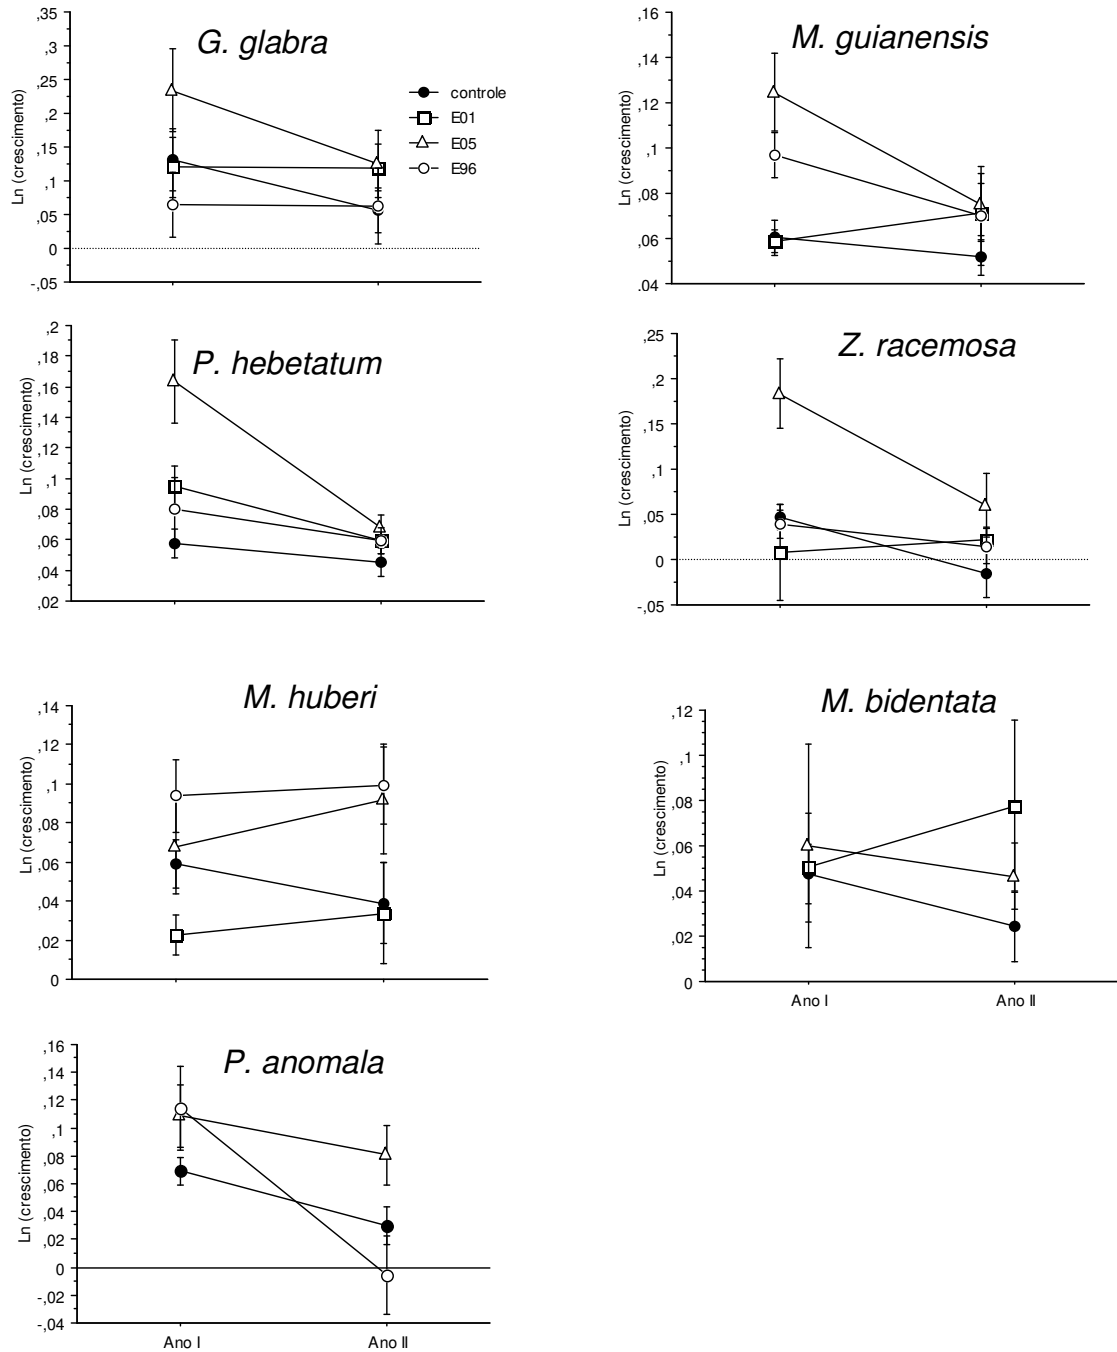 G. glabra
,35
,3
,25
,2
,15
,1
,05
0
-,05
Ln (crescimento)
controle
E01
E05
E96
M. guianensis
,16
,14
,12
,1
,08
,06
,04
Ln (crescimento)
P. hebetatum
,2
,18
,16
,14
,12
,1
,08
,06
,04
,02
Ln (crescimento)
Z. racemosa
,25
,2
,15
,1
,05
0
-,05
Ln (crescimento)
M. huberi
,14
,12
,1
,08
,06
,04
,02
0
Ln (crescimento)
M. bidentata
,12
,1
,08
,06
,04
,02
0
Ln (crescimento)
Ano I Ano II
P. anomala
,16
,14
,12
,1
,08
,06
,04
,02
0
-,02
-,04
Ln (crescimento)
Ano I Ano II